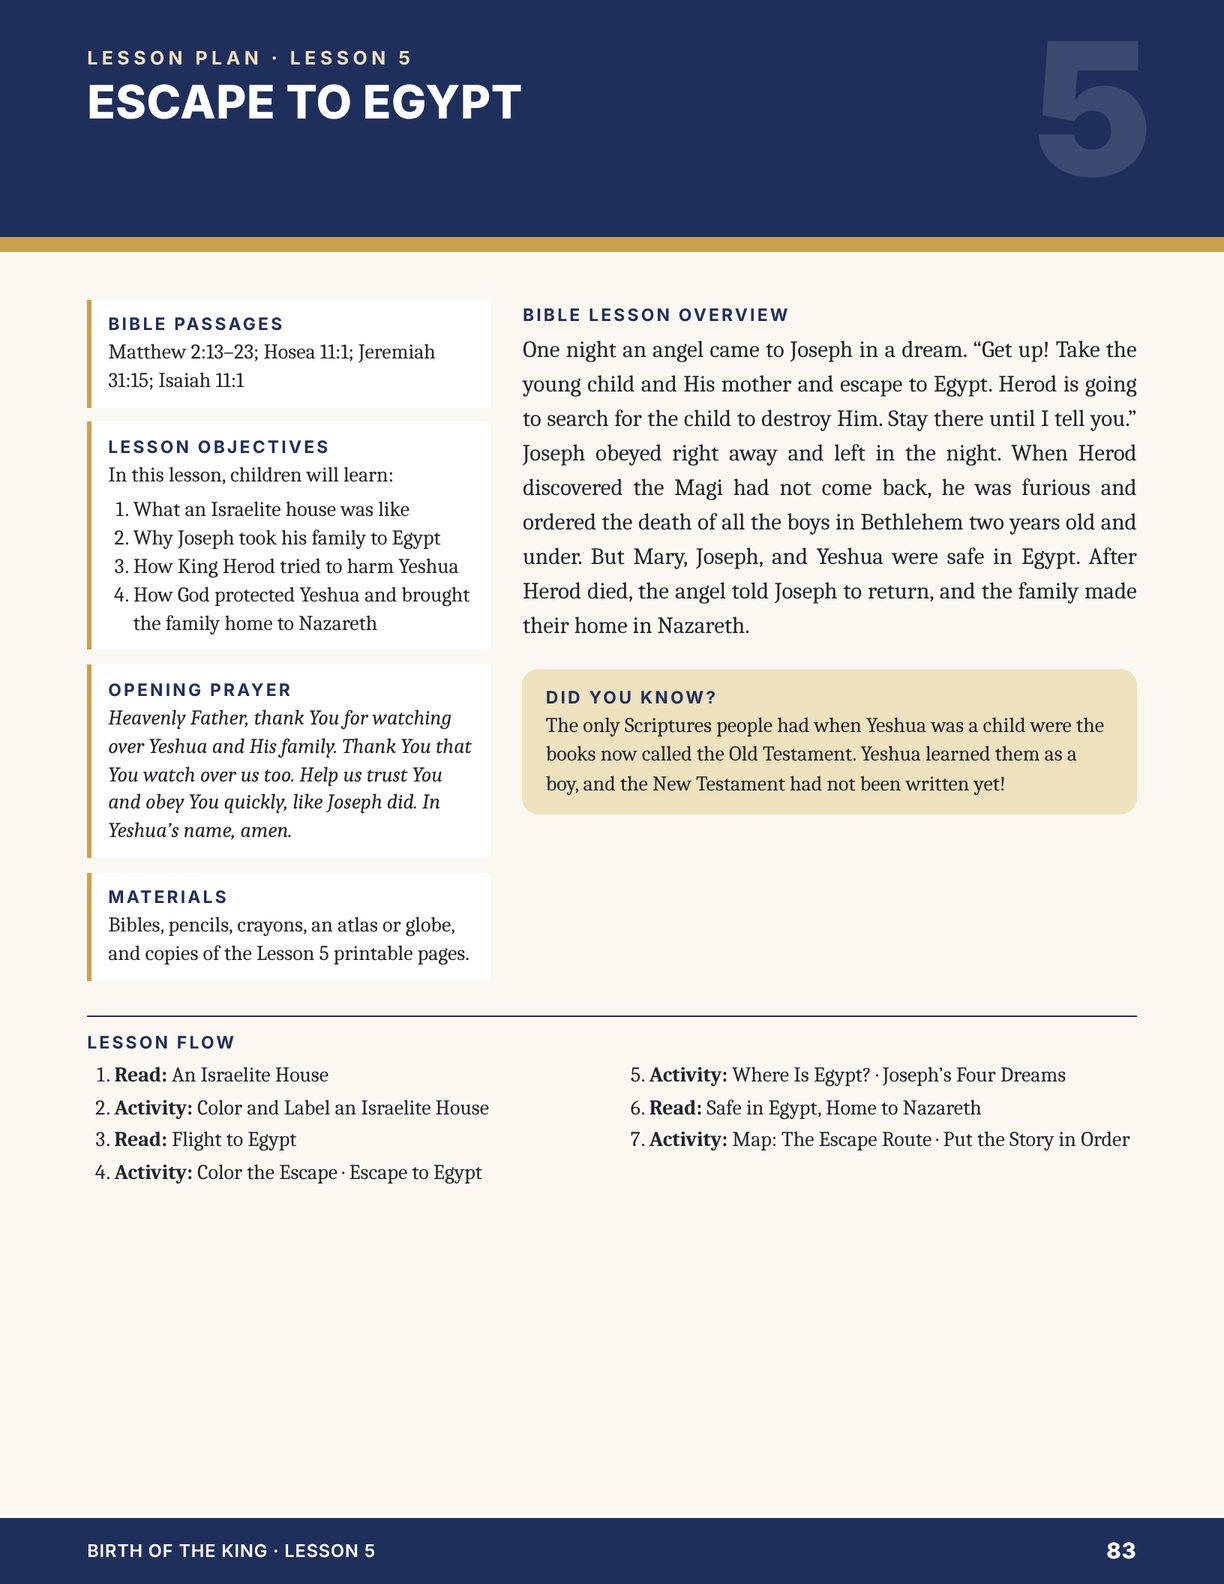 LESSON PLAN · LESSON 5
ESCAPE TO EGYPT
5
BIBLE PASSAGES
Matthew 2:13–23; Hosea 11:1; Jeremiah
31:15; Isaiah 11:1
LESSON OBJECTIVES
In this lesson, children will learn:
1. What an Israelite house was like
2. Why Joseph took his family to Egypt
3. How King Herod tried to harm Yeshua
4. How God protected Yeshua and brought
the family home to Nazareth
OPENING PRAYER
Heavenly Father, thank You for watching
over Yeshua and His family. Thank You that
You watch over us too. Help us trust You
and obey You quickly, like Joseph did. In
Yeshua’s name, amen.
MATERIALS
Bibles, pencils, crayons, an atlas or globe,
and copies of the Lesson 5 printable pages.
BIBLE LESSON OVERVIEW
One night an angel came to Joseph in a dream. “Get up! Take the
young child and His mother and escape to Egypt. Herod is going
to search for the child to destroy Him. Stay there until I tell you.”
Joseph obeyed right away and left in the night. When Herod
discovered the Magi had not come back, he was furious and
ordered the death of all the boys in Bethlehem two years old and
under. But Mary, Joseph, and Yeshua were safe in Egypt. After
Herod died, the angel told Joseph to return, and the family made
their home in Nazareth.
DID YOU KNOW?
The only Scriptures people had when Yeshua was a child were the
books now called the Old Testament. Yeshua learned them as a
boy, and the New Testament had not been written yet!
LESSON FLOW
1. Read: An Israelite House
2. Activity: Color and Label an Israelite House
3. Read: Flight to Egypt
4. Activity: Color the Escape · Escape to Egypt
5. Activity: Where Is Egypt? · Joseph’s Four Dreams
6. Read: Safe in Egypt, Home to Nazareth
7. Activity: Map: The Escape Route · Put the Story in Order
BIRTH OF THE KING · LESSON 5
83